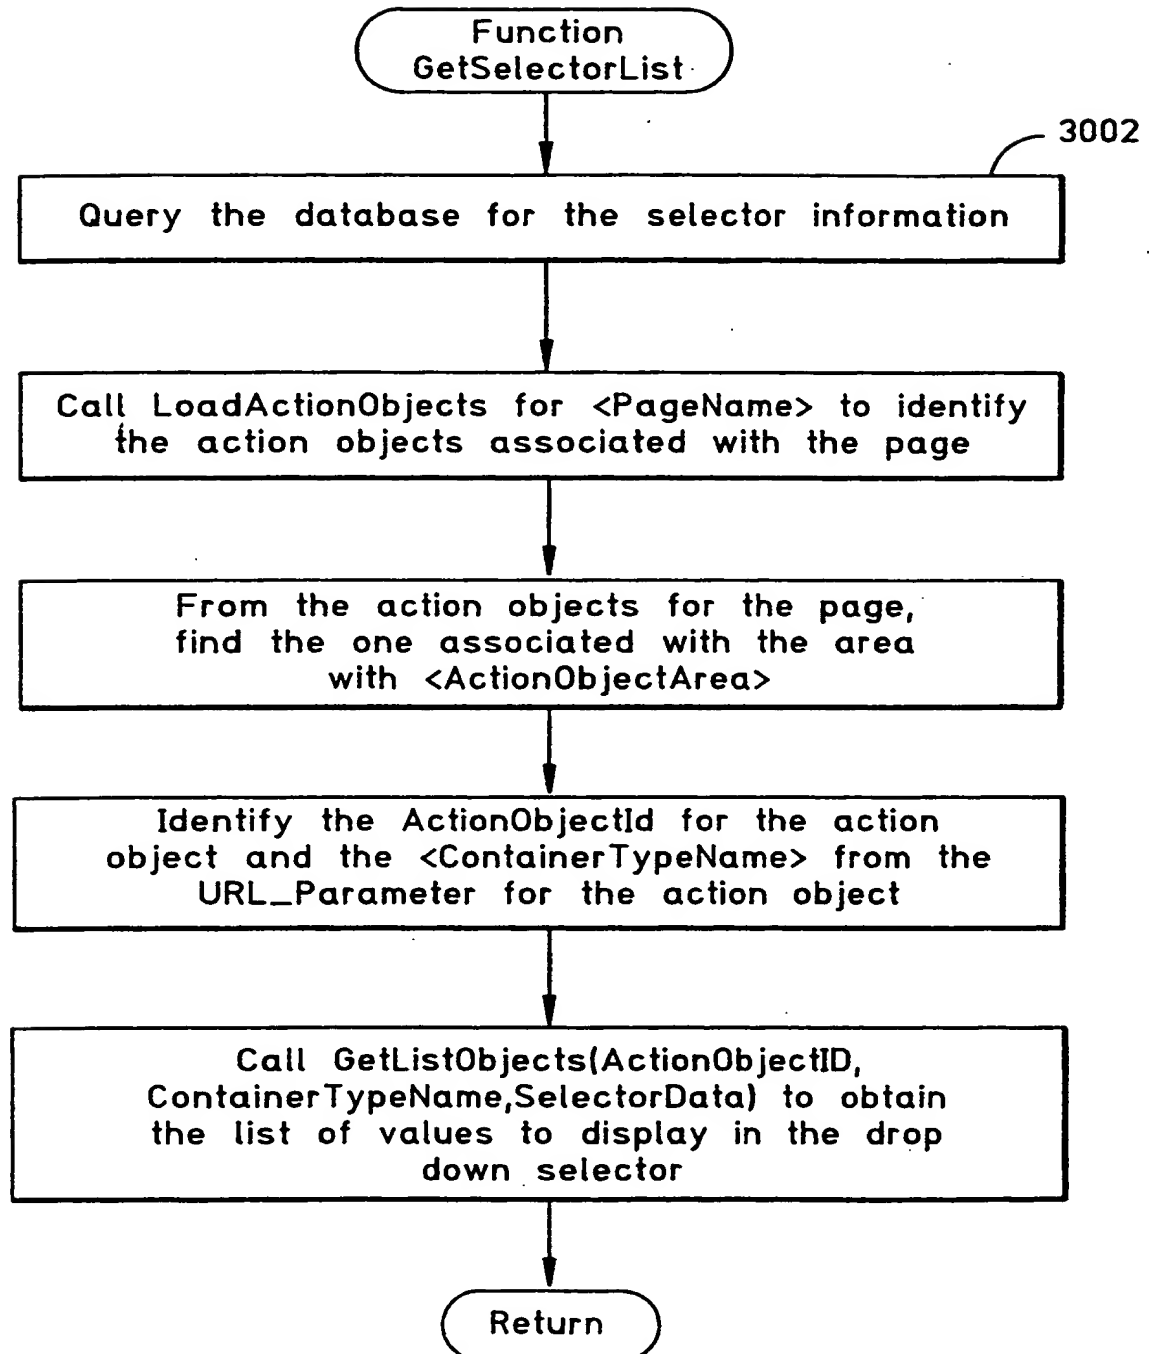 Function
GetSelectorList
3002
Query the database for the selector information
Call LoadActionObjects for <PageName> to identify
the action objects associated with the page
From the action objects for the page,
find the one associated with the area
with <ActionObjectArea>
Identify the ActionObjectId for the action
object and the <ContainerTypeName> from the
URL_Parameter for the action object
Call GetListObjects(ActionObjectID,
ContainerTypeName,SelectorData) to obtain
the list of values to display in the drop
down selector
Return